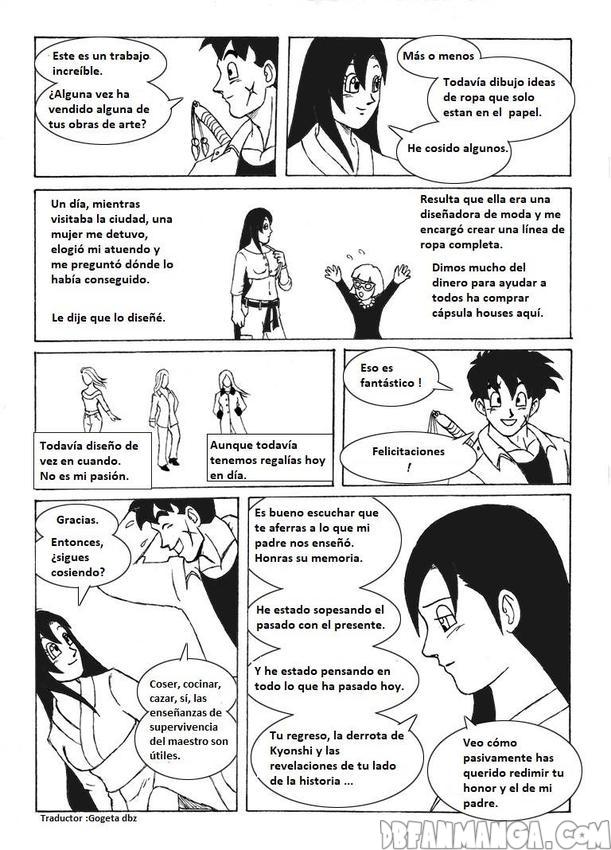 Este es un trabajo
increíble.
¿Alguna vez ha
vendido alguna de
tus obras de arte?
Más o menos
Todavía dibujo ideas
de ropa que solo
estan en el papel.
He cosido algunos.
Un día, mientras
visitaba la ciudad, una
mujer me detuvo,
elogió mi atuendo y
me preguntó dónde lo
había conseguido.
Le dije que lo diseñé.
Resulta que ella era una
diseñadora de moda y me
encargó crear una línea de
ropa completa.
Dimos mucho del
dinero para ayudar a
todos ha comprar
cápsula houses aquí.
Todavía diseño de
vez en cuando.
No es mi pasión.
Aunque todavía
tenemos regalías hoy
en día.
Eso es
fantástico !
Felicitaciones
!
Gracias.
Entonces,
¿sigues
cosiendo?
Coser, cocinar,
cazar, sí, las
enseñanzas de
supervivencia
del maestro son
útiles.
Es bueno escuchar que
te aferras a lo que mi
padre nos enseñó.
Honras su memoria.
He estado sopesando el
pasado con el presente.
Y he estado pensando en
todo lo que ha pasado hoy.
Tu regreso, la derrota de
Kyonshi y las
revelaciones de tu lado
de la historia ...
Veo cómo
pasivamente has
querido redimir tu
honor y el de mi
padre.
Traductor :Gogeta dbz
DBFANMANGA.COM